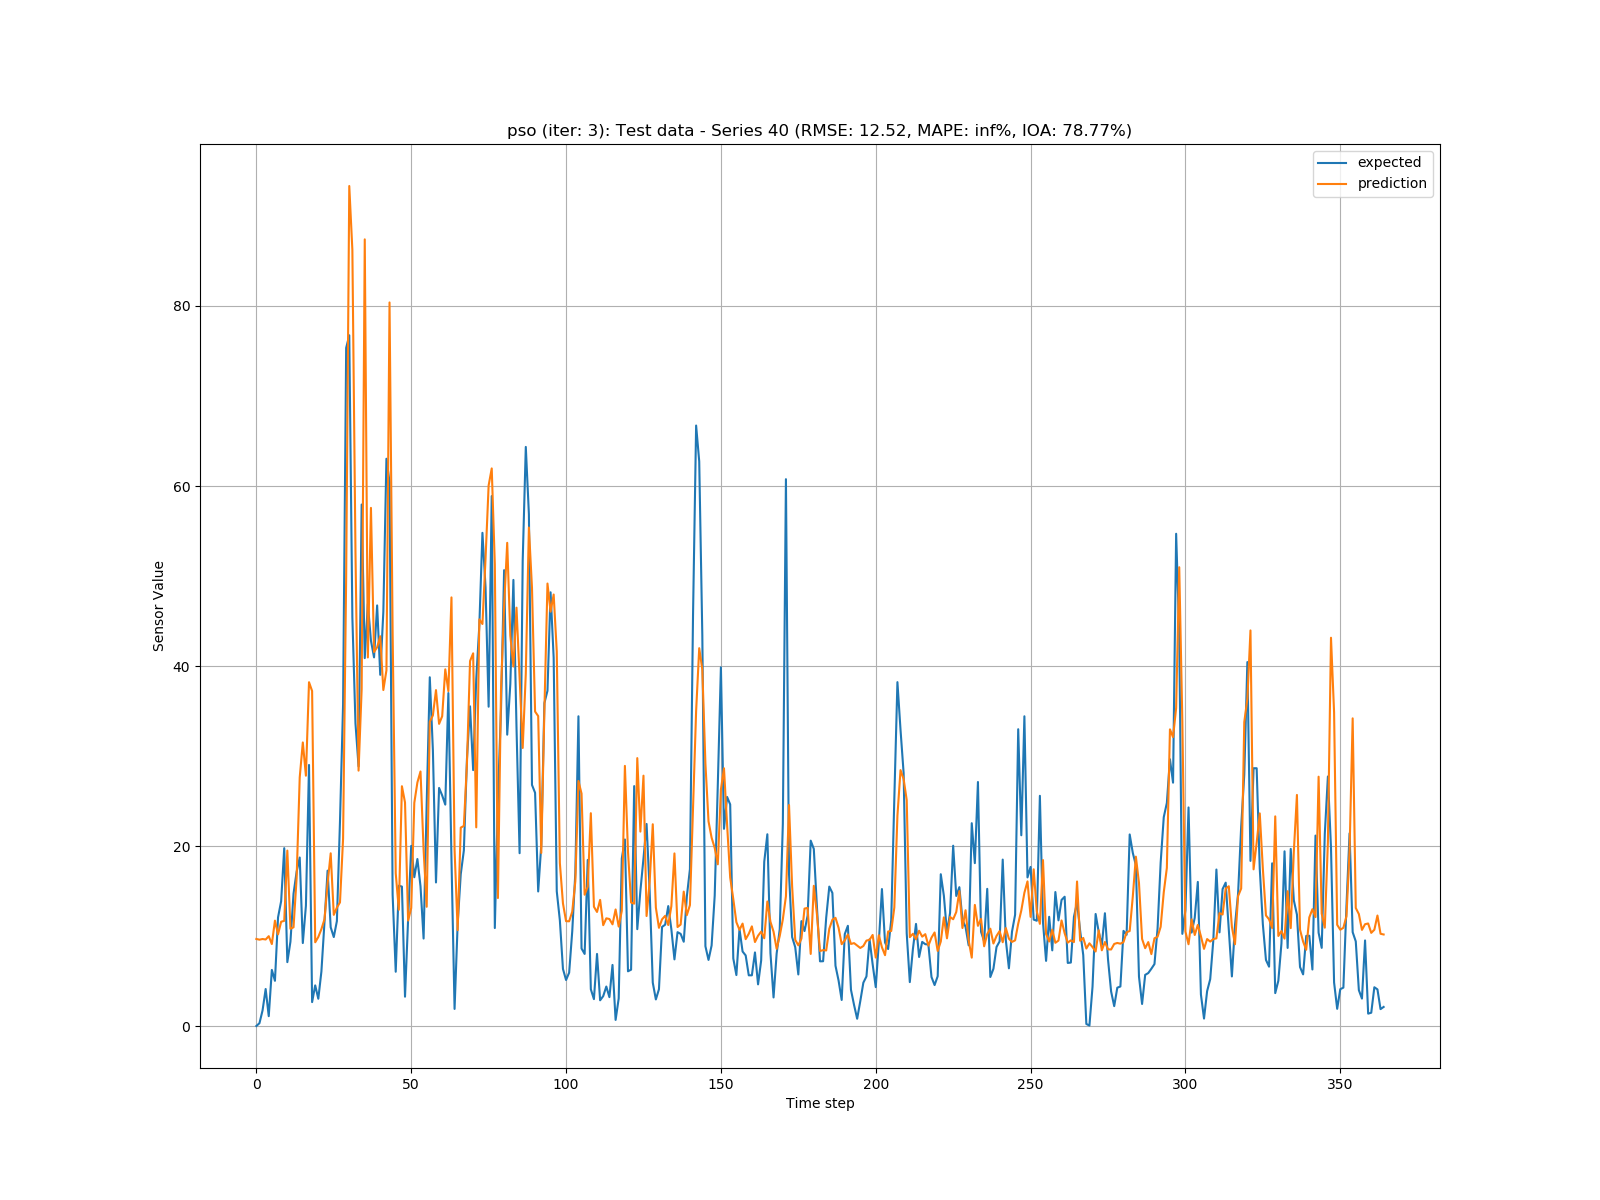 pso (iter: 3): Test data - Series 40 (RMSE: 12.52, MAPE: inf%, IOA: 78.77%)
expected
prediction
80
60
40
20
0
Sensor Value
0 50 100 150 200 250 300 350
Time step